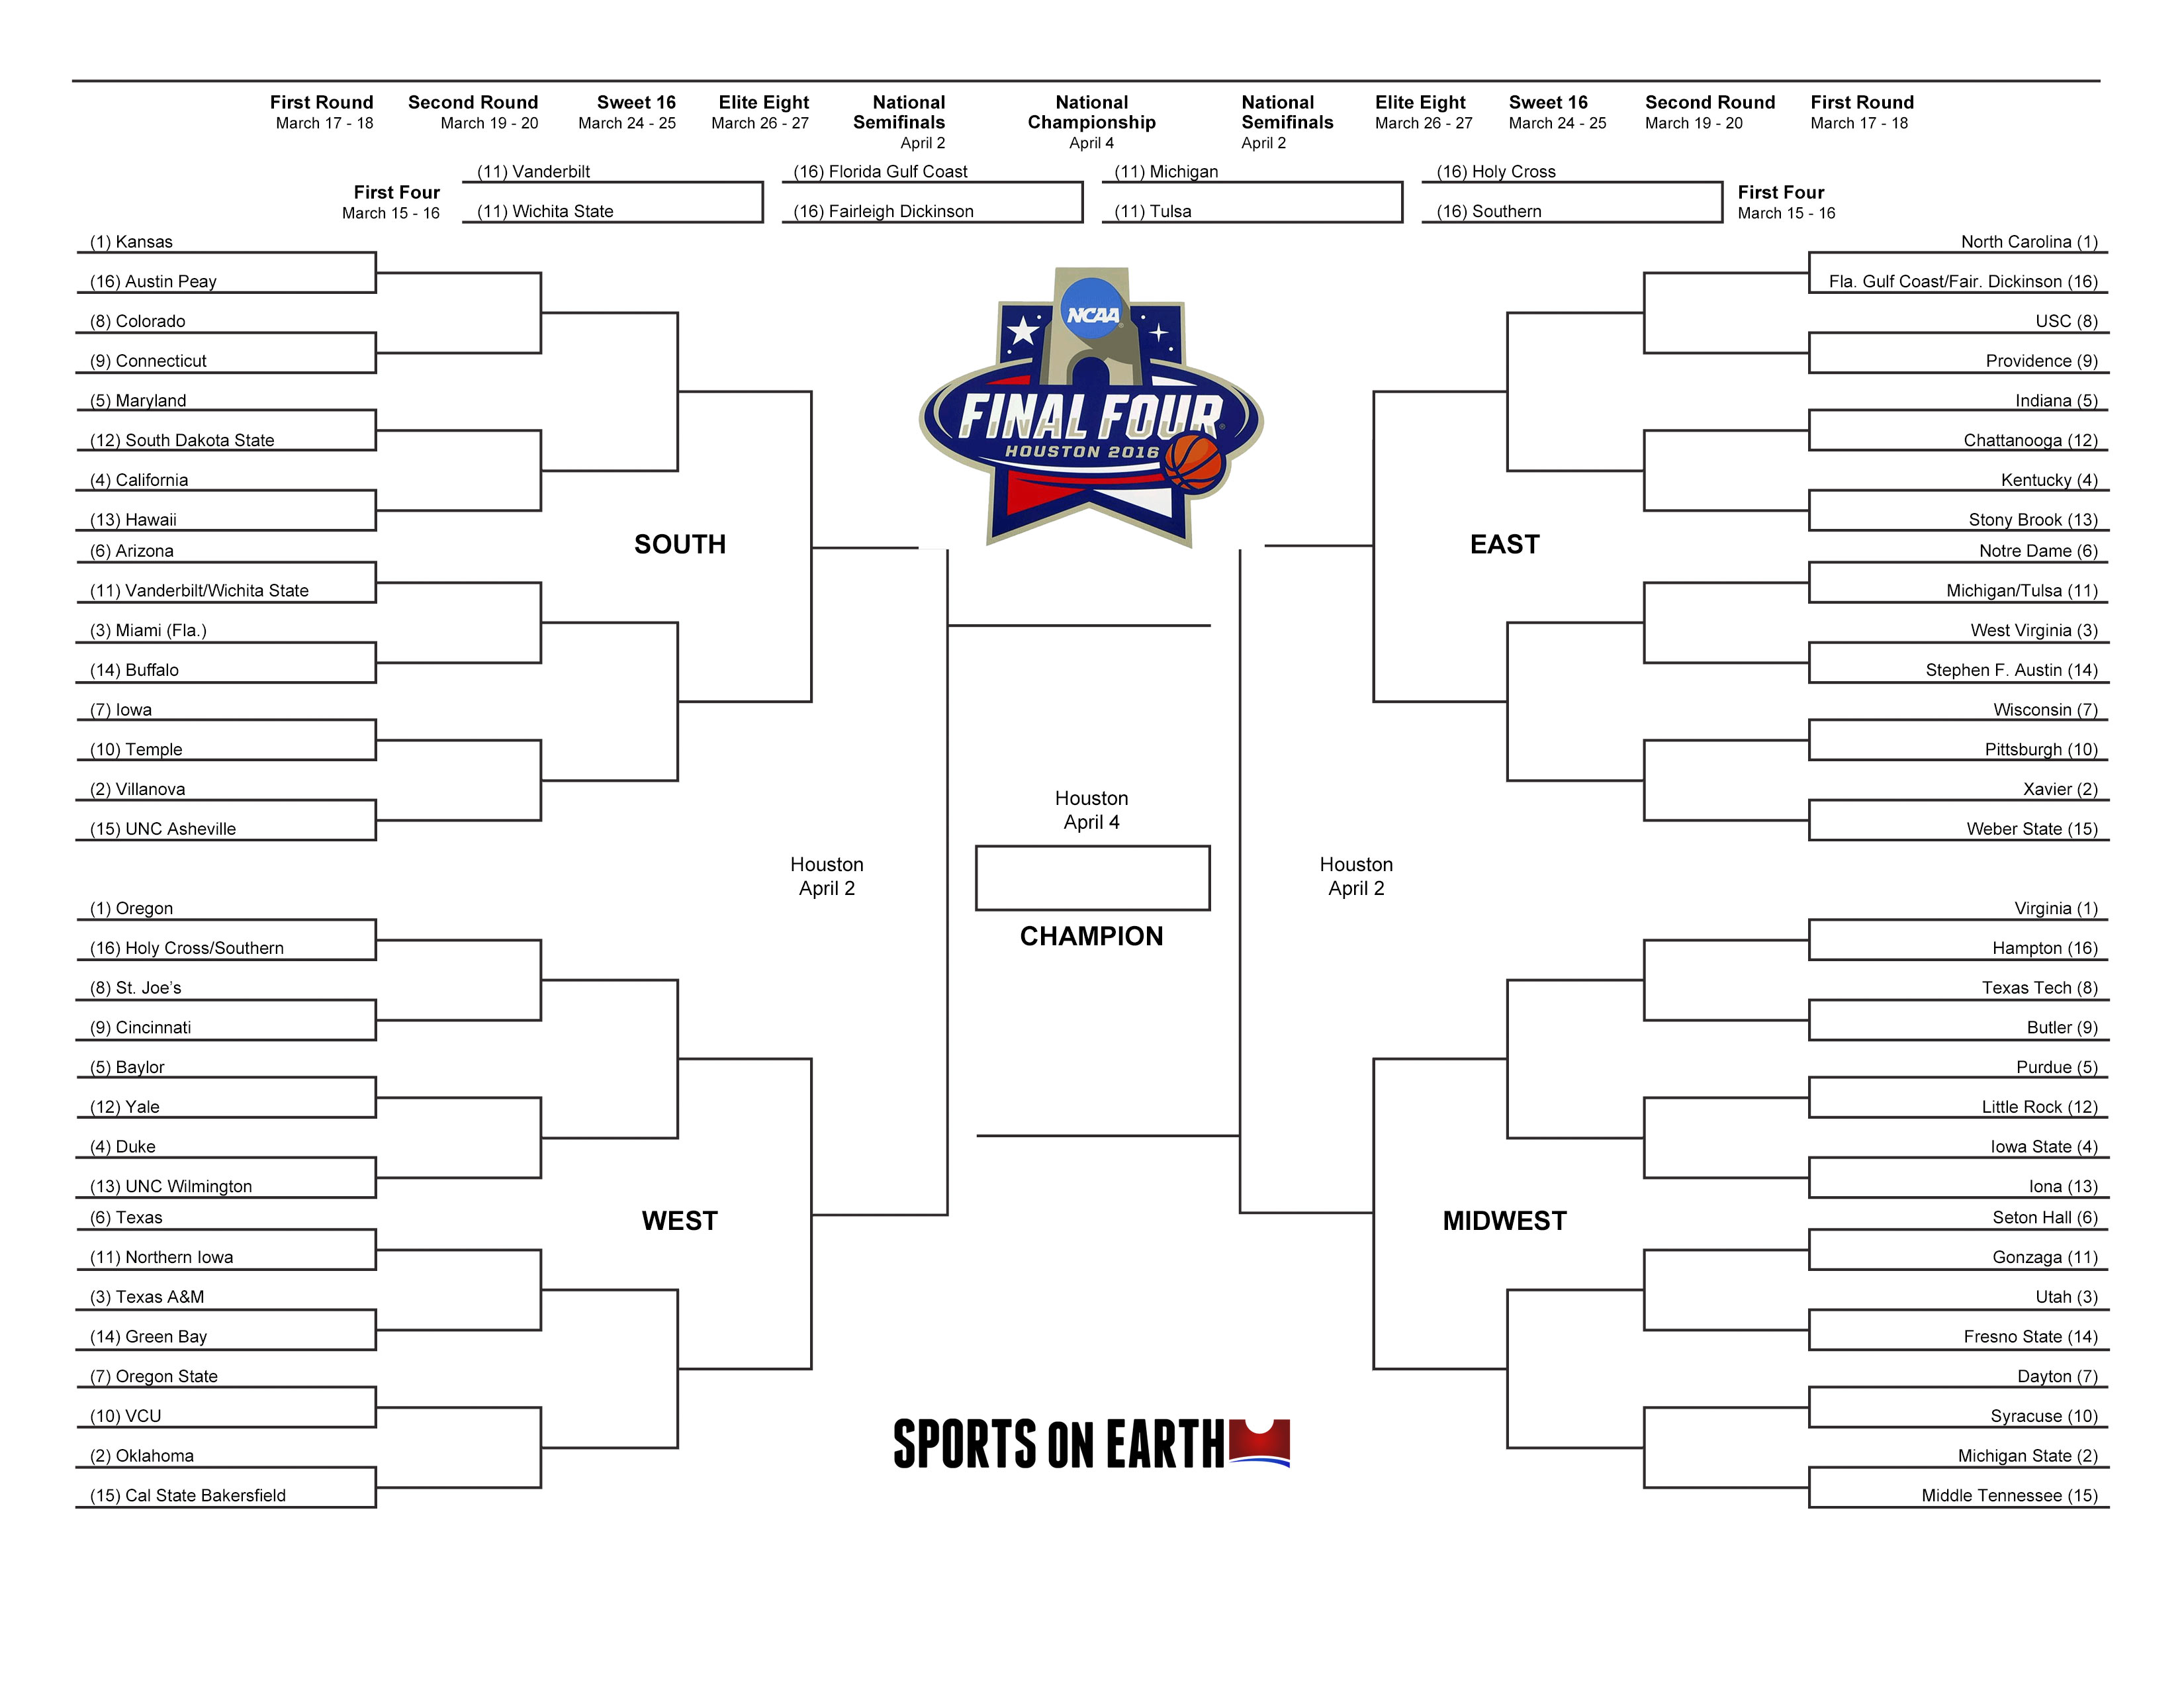 First Round
March 17 - 18
Second Round
March 19 - 20
Sweet 16
March 24 - 25
Elite Eight
March 26 - 27
National
Semifinals
April 2
National
Championship
April 4
National
Semifinals
April 2
Elite Eight
March 26 - 27
Sweet 16
March 24 - 25
Second Round
March 19 - 20
First Round
March 17 - 18
First Four
March 15 - 16
(11) Vanderbilt
(11) Wichita State
(16) Florida Gulf Coast
(16) Fairleigh Dickinson
(11) Michigan
(11) Tulsa
(16) Holy Cross
(16) Southern
First Four
March 15 - 16
(1) Kansas
(16) Austin Peay
(8) Colorado
(9) Connecticut
(5) Maryland
(12) South Dakota State
(4) California
(13) Hawaii
(6) Arizona
(11) Vanderbilt/Wichita State
(3) Miami (Fla.)
(14) Buffalo
(7) Iowa
(10) Temple
(2) Villanova
(15) UNC Asheville
SOUTH
(1) Oregon
(16) Holy Cross/Southern
(8) St. Joe’s
(9) Cincinnati
(5) Baylor
(12) Yale
(4) Duke
(13) UNC Wilmington
(6) Texas
(11) Northern Iowa
(3) Texas A&M
(14) Green Bay
(7) Oregon State
(10) VCU
(2) Oklahoma
(15) Cal State Bakersfield
WEST
NCAA®
FINAL FOUR®
HOUSTON 2016
Houston
April 2
Houston
April 4
CHAMPION
Houston
April 2
SPORTS ON EARTH
North Carolina (1)
Fla. Gulf Coast/Fair. Dickinson (16)
USC (8)
Providence (9)
Indiana (5)
Chattanooga (12)
Kentucky (4)
Stony Brook (13)
Notre Dame (6)
Michigan/Tulsa (11)
West Virginia (3)
Stephen F. Austin (14)
Wisconsin (7)
Pittsburgh (10)
Xavier (2)
Weber State (15)
EAST
Virginia (1)
Hampton (16)
Texas Tech (8)
Butler (9)
Purdue (5)
Little Rock (12)
Iowa State (4)
Iona (13)
Seton Hall (6)
Gonzaga (11)
Utah (3)
Fresno State (14)
Dayton (7)
Syracuse (10)
Michigan State (2)
Middle Tennessee (15)
MIDWEST